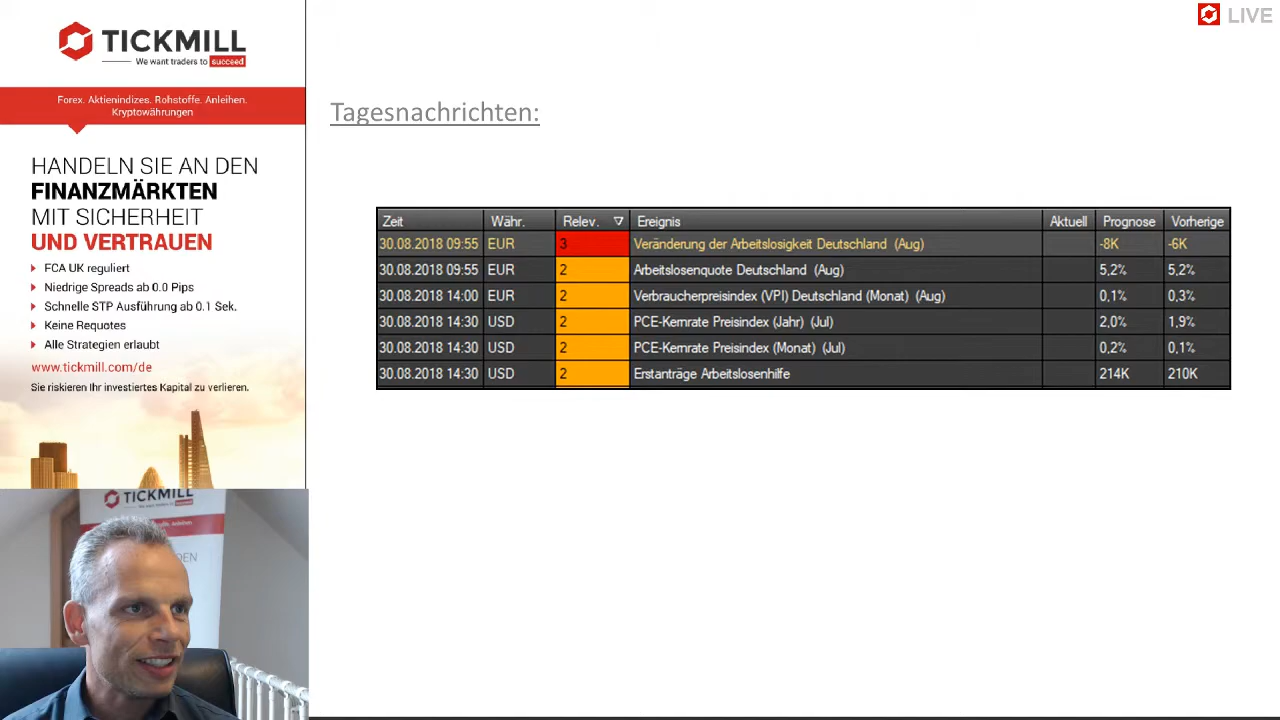 TICKMILL
We want traders to succeed
Forex. Aktienindizes. Rohstoffe. Anleihen.
Kryptowährungen
HANDELN SIE AN DEN
FINANZMÄRKTEN
MIT SICHERHEIT
UND VERTRAUEN
FCA UK reguliert
Niedrige Spreads ab 0.0 Pips
Schnelle STP Ausführung ab 0.1 Sek.
Keine Requotes
Alle Strategien erlaubt
www.tickmill.com/de
Sie riskieren Ihr investiertes Kapital zu verlieren.
LIVE
Tagesnachrichten:
Zeit Währ. Relev. Ereignis Aktuell Prognose Vorherige
30.08.2018 09:55 EUR 3 Veränderung der Arbeitslosigkeit Deutschland (Aug) -8K -6K
30.08.2018 09:55 EUR 2 Arbeitslosenquote Deutschland (Aug) 5,2% 5,2%
30.08.2018 14:00 EUR 2 Verbraucherpreisindex (VPI) Deutschland (Monat) (Aug) 0,1% 0,3%
30.08.2018 14:30 USD 2 PCE-Kernrate Preisindex (Jahr) (Jul) 2,0% 1,9%
30.08.2018 14:30 USD 2 PCE-Kernrate Preisindex (Monat) (Jul) 0,2% 0,1%
30.08.2018 14:30 USD 2 Erstanträge Arbeitslosenhilfe 214K 210K
TICKMILL